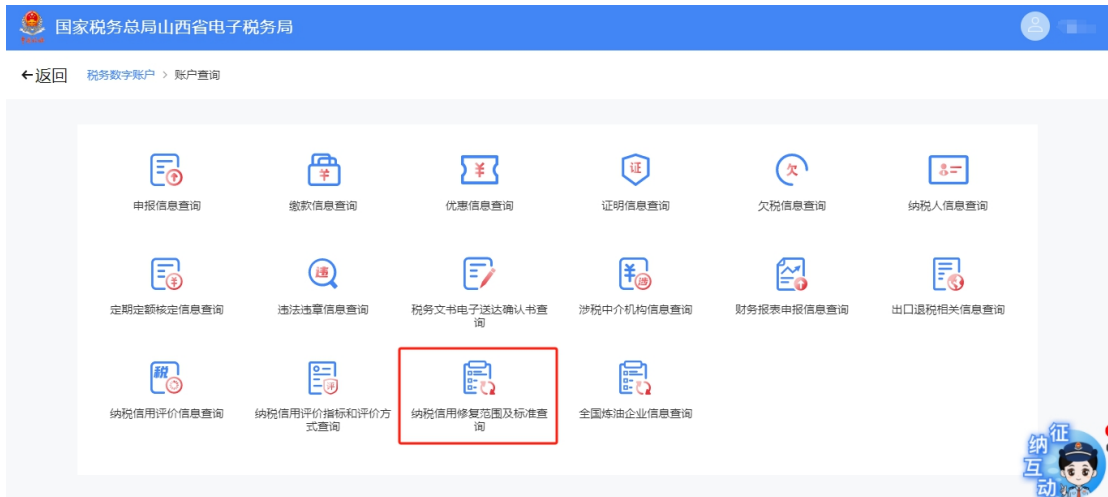 国家税务总局山西省电子税务局
←返回 税务数字账户 > 账户查询
申报信息查询
缴款信息查询
优惠信息查询
证
证明信息查询
欠
欠税信息查询
纳税人信息查询
定期定额核定信息查询
违
违法违章信息查询
税务文书电子送达确认书查
询
涉税中介机构信息查询
财务报表申报信息查询
出口退税相关信息查询
税
纳税信用评价信息查询
评
纳税信用评价指标和评价方
式查询
纳税信用修复范围及标准查
询
全国炼油企业信息查询
征
纳
互
动